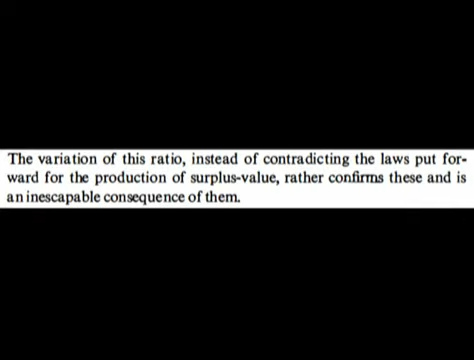 The variation of this ratio, instead of contradicting the laws put for-
ward for the production of surplus-value, rather confirms these and is
an inescapable consequence of them.